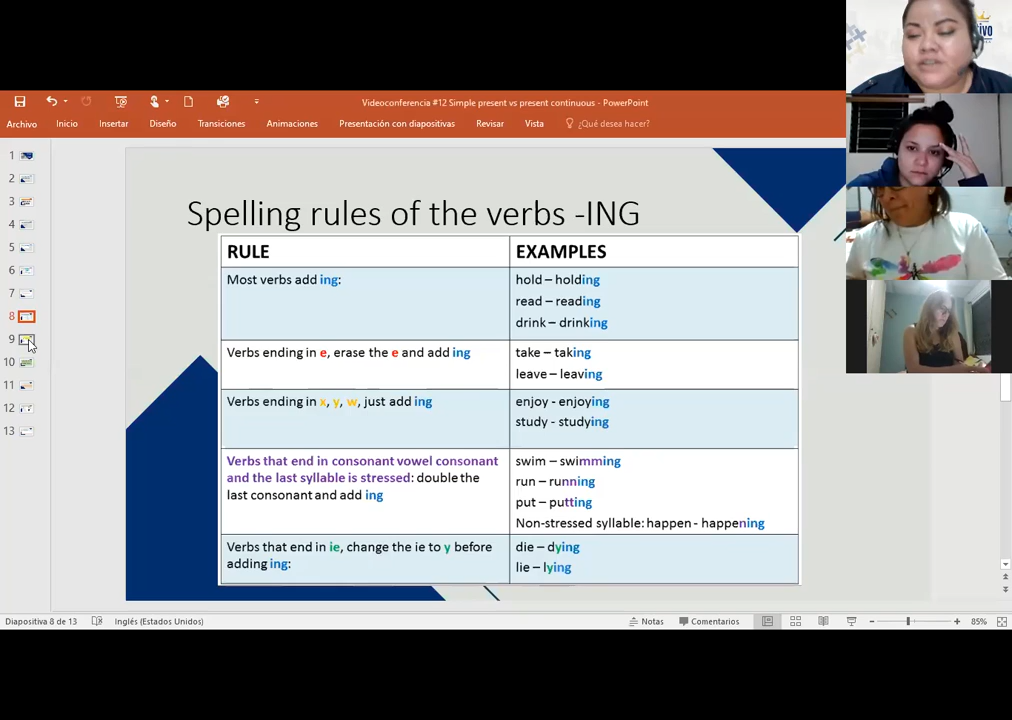 Videoconferencia #12 Simple present vs present continuous - PowerPoint
Archivo Inicio Insertar Diseño Transiciones Animaciones Presentación con diapositivas Revisar Vista ¿Qué desea hacer?
1
2
3
4
5
6
7
8
9
10
11
12
13
Spelling rules of the verbs -ING
RULE
EXAMPLES
Most verbs add ing:
hold – holding
read – reading
drink – drinking
Verbs ending in e, erase the e and add ing
take – taking
leave – leaving
Verbs ending in x, y, w, just add ing
enjoy - enjoying
study - studying
Verbs that end in consonant vowel consonant
and the last syllable is stressed: double the
last consonant and add ing
swim – swimming
run – running
put – putting
Non-stressed syllable: happen - happening
Verbs that end in ie, change the ie to y before
adding ing:
die – dying
lie – lying
Diapositiva 8 de 13 Inglés (Estados Unidos) Notas Comentarios 85%